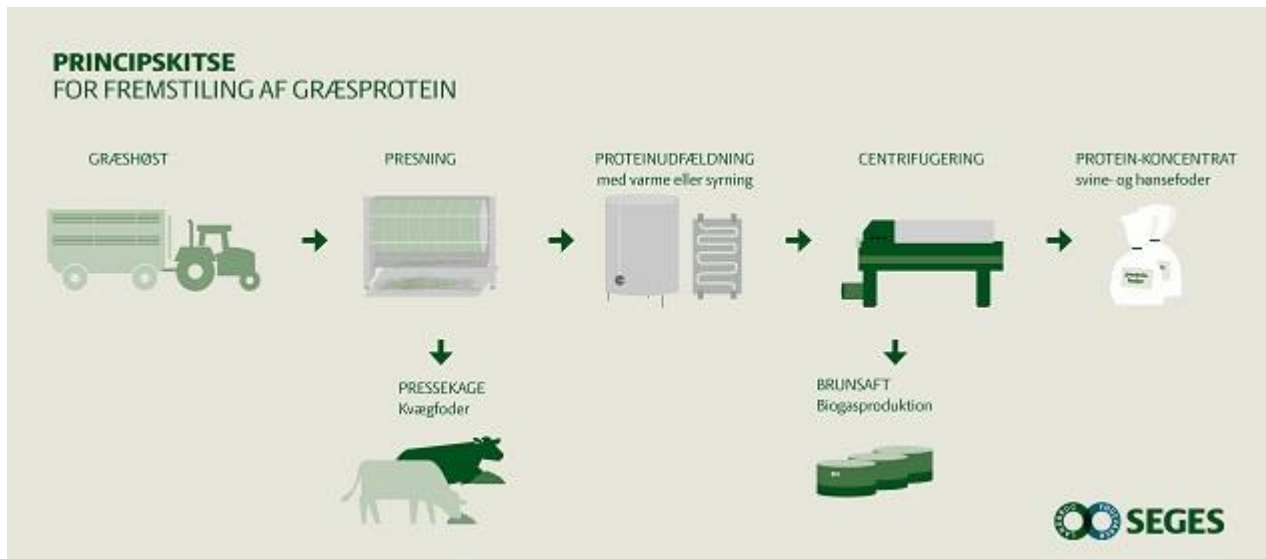 PRINCIPSKITSE
FOR FREMSTILING AF GRÆSPROTEIN
GRÆSHØST
PRESNING
PROTEINUDFÆLDNING
med varme eller syrning
CENTRIFUGERING
PROTEIN-KONCENTRAT
svine- og hønsefoder
PRESSEKAGE
Kvægfoder
BRUNSAFT
Biogasproduktion
SEGES